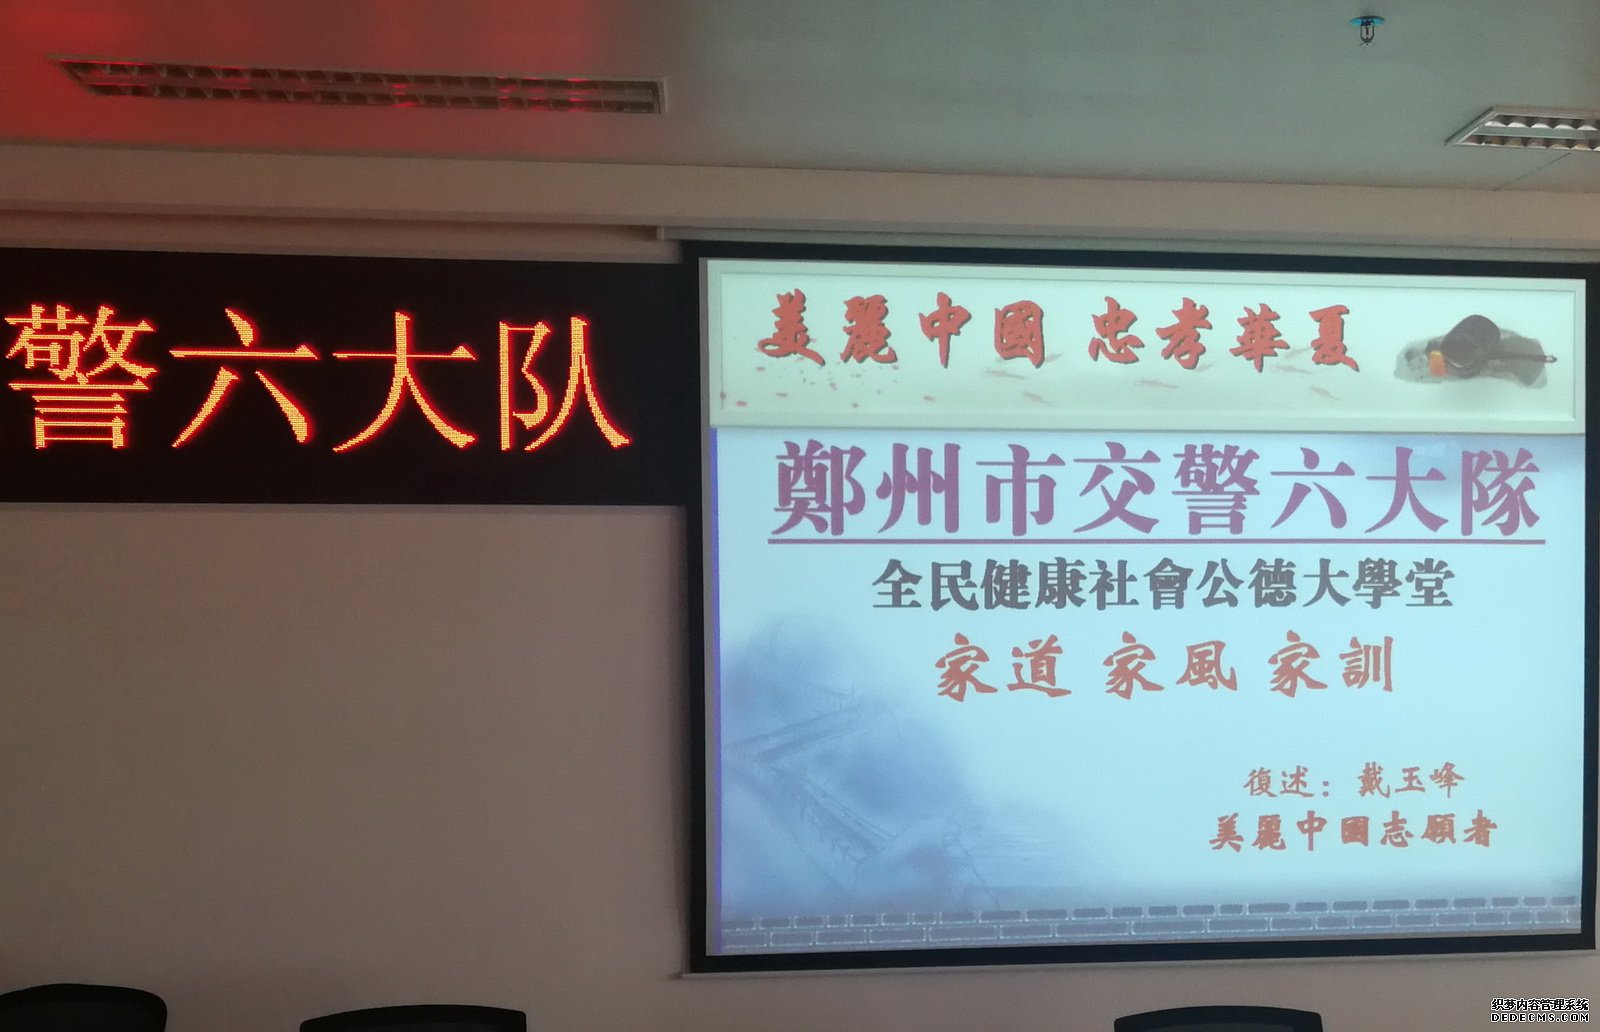 警六大队
美麗中國 忠孝華夏
鄭州市交警六大隊
全民健康社會公德大學堂
家道 家風 家訓
復述：戴玉峰
美麗中國志願者
织梦内容管理系统
DEDECMS.COM